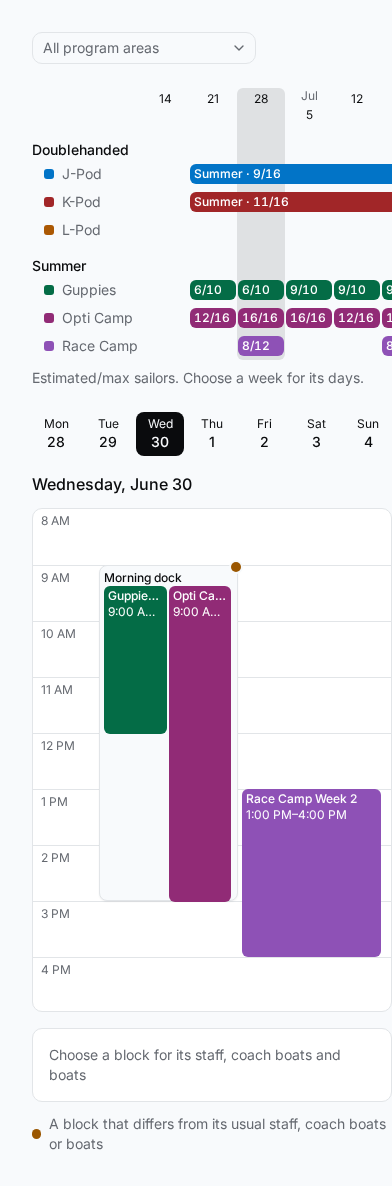 All program areas
14 21 28 Jul 5 12
Doublehanded
J-Pod Summer · 9/16
K-Pod Summer · 11/16
L-Pod
Summer
Guppies 6/10 6/10 9/10 9/10 9
Opti Camp 12/16 16/16 16/16 12/16 1
Race Camp 8/12 8
Estimated/max sailors. Choose a week for its days.
Mon Tue Wed Thu Fri Sat Sun
28 29 30 1 2 3 4
Wednesday, June 30
8 AM
9 AM Morning dock
Guppie... Opti Ca...
9:00 A... 9:00 A...
10 AM
11 AM
12 PM
1 PM Race Camp Week 2
1:00 PM–4:00 PM
2 PM
3 PM
4 PM
Choose a block for its staff, coach boats and
boats
A block that differs from its usual staff, coach boats
or boats